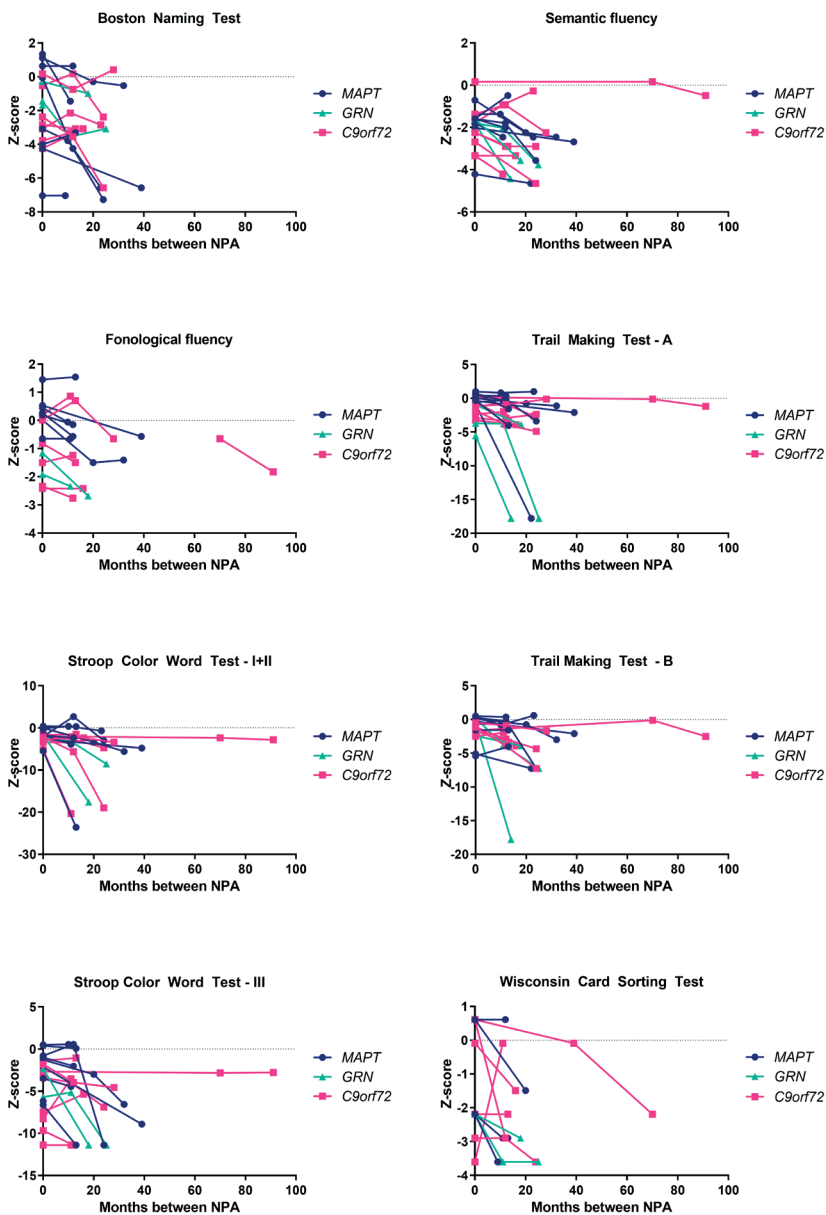 Boston Naming Test
2
0
-2
-4
-6
-8
0 20 40 60 80 100
Z-score
Months between NPA
MAPT
GRN
C9orf72
Semantic fluency
2
0
-2
-4
-6
0 20 40 60 80 100
Z-score
Months between NPA
MAPT
GRN
C9orf72
Fonological fluency
2
1
0
-1
-2
-3
-4
0 20 40 60 80 100
Z-score
Months between NPA
MAPT
GRN
C9orf72
Trail Making Test - A
5
0
-5
-10
-15
-20
0 20 40 60 80 100
Z-score
Months between NPA
MAPT
GRN
C9orf72
Stroop Color Word Test - I+II
10
0
-10
-20
-30
0 20 40 60 80 100
Z-score
Months between NPA
MAPT
GRN
C9orf72
Trail Making Test - B
5
0
-5
-10
-15
-20
0 20 40 60 80 100
Z-score
Months between NPA
MAPT
GRN
C9orf72
Stroop Color Word Test - III
5
0
-5
-10
-15
0 20 40 60 80 100
Z-score
Months between NPA
MAPT
GRN
C9orf72
Wisconsin Card Sorting Test
1
0
-1
-2
-3
-4
0 20 40 60 80 100
Z-score
Months between NPA
MAPT
GRN
C9orf72